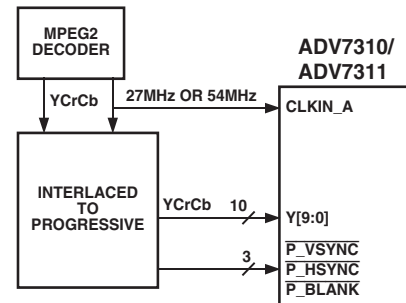 MPEG2
DECODER
ADV7310/
ADV7311
YCrCb
27MHz OR 54MHz
CLKIN_A
INTERLACED
TO
PROGRESSIVE
YCrCb 10
Y[9:0]
3
P_VSYNC
P_HSYNC
P_BLANK